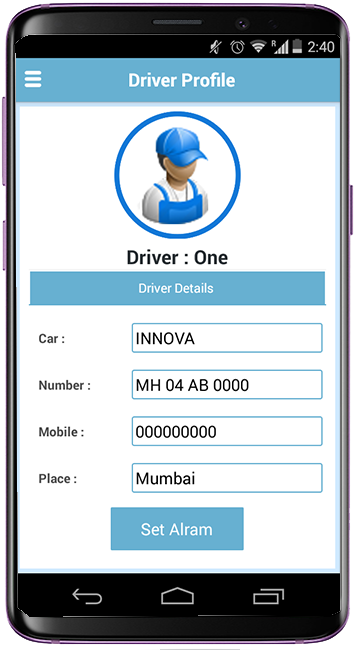 R 2:40
Driver Profile
Driver : One
Driver Details
Car : INNOVA
Number : MH 04 AB 0000
Mobile : 000000000
Place : Mumbai
Set Alram